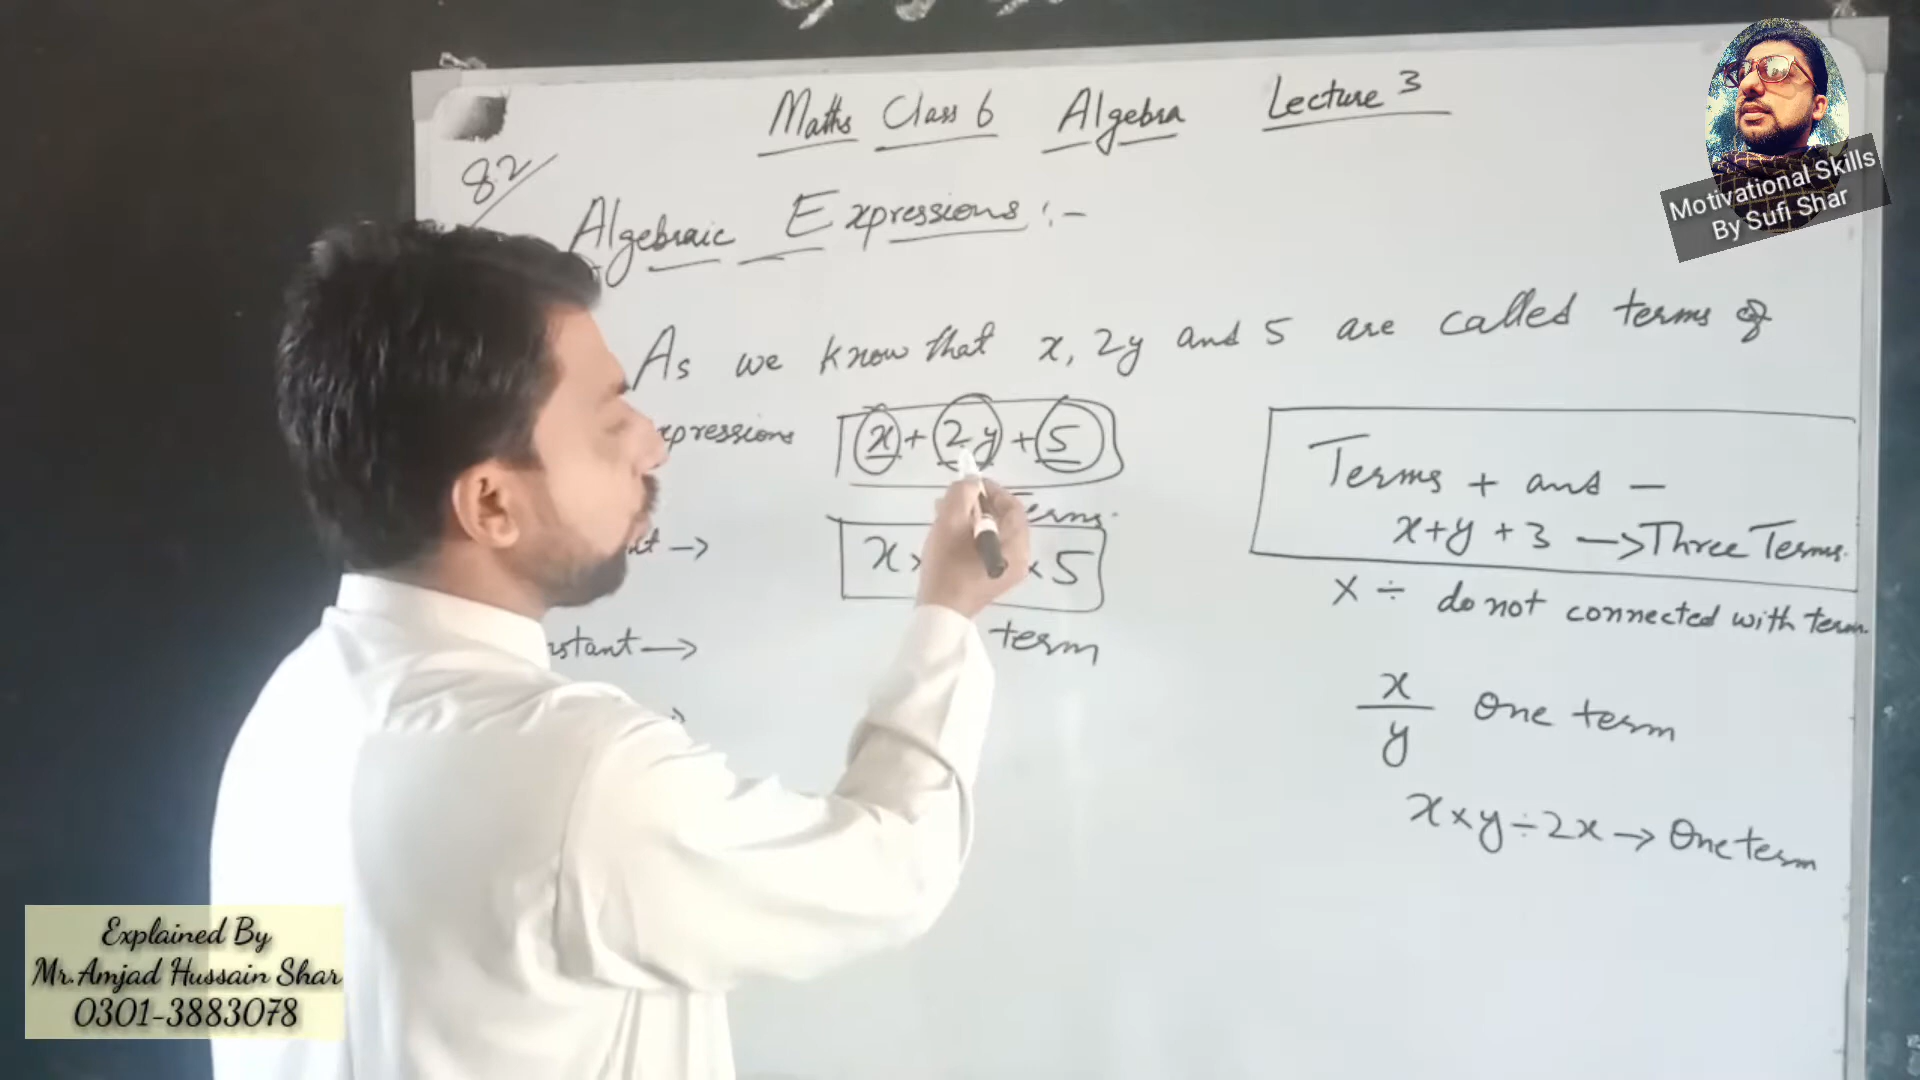 Maths Class 6 Algebra Lecture 3
82
Algebraic Expressions :-
As we know that x, 2y and 5 are called terms of
xpressions x + 2y + 5
erms.
x × × 5
term
nstant →
Terms + and -
x+y+3 → Three Terms.
× ÷ do not connected with term.
x/y One term
x×y÷2x → One term
Motivational Skills
By Sufi Shar
Explained By
Mr.Amjad Hussain Shar
0301-3883078